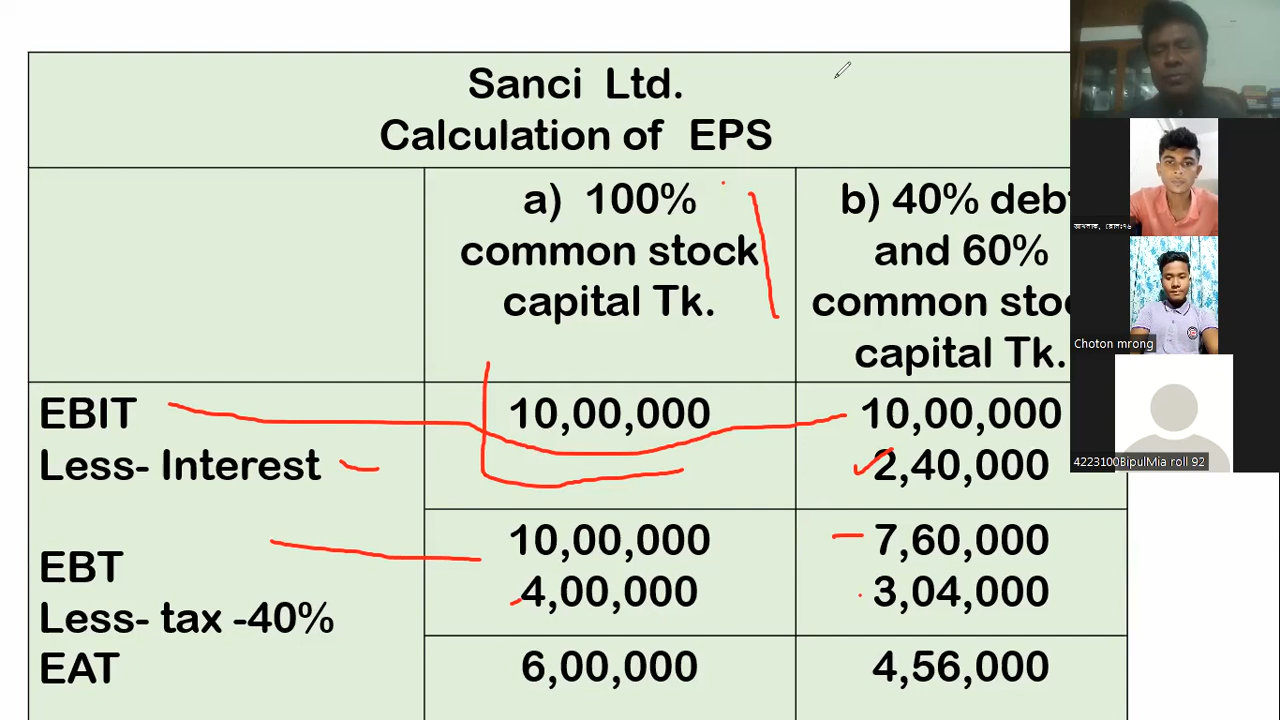 Sanci Ltd.
Calculation of EPS
a) 100%
common stock
capital Tk.
b) 40% debt
and 60%
common sto
capital Tk.
EBIT 10,00,000 10,00,000
Less- Interest 2,40,000
EBT 10,00,000 7,60,000
Less- tax -40% 4,00,000 3,04,000
EAT 6,00,000 4,56,000
Choton mrong
4223100BipulMia roll 92